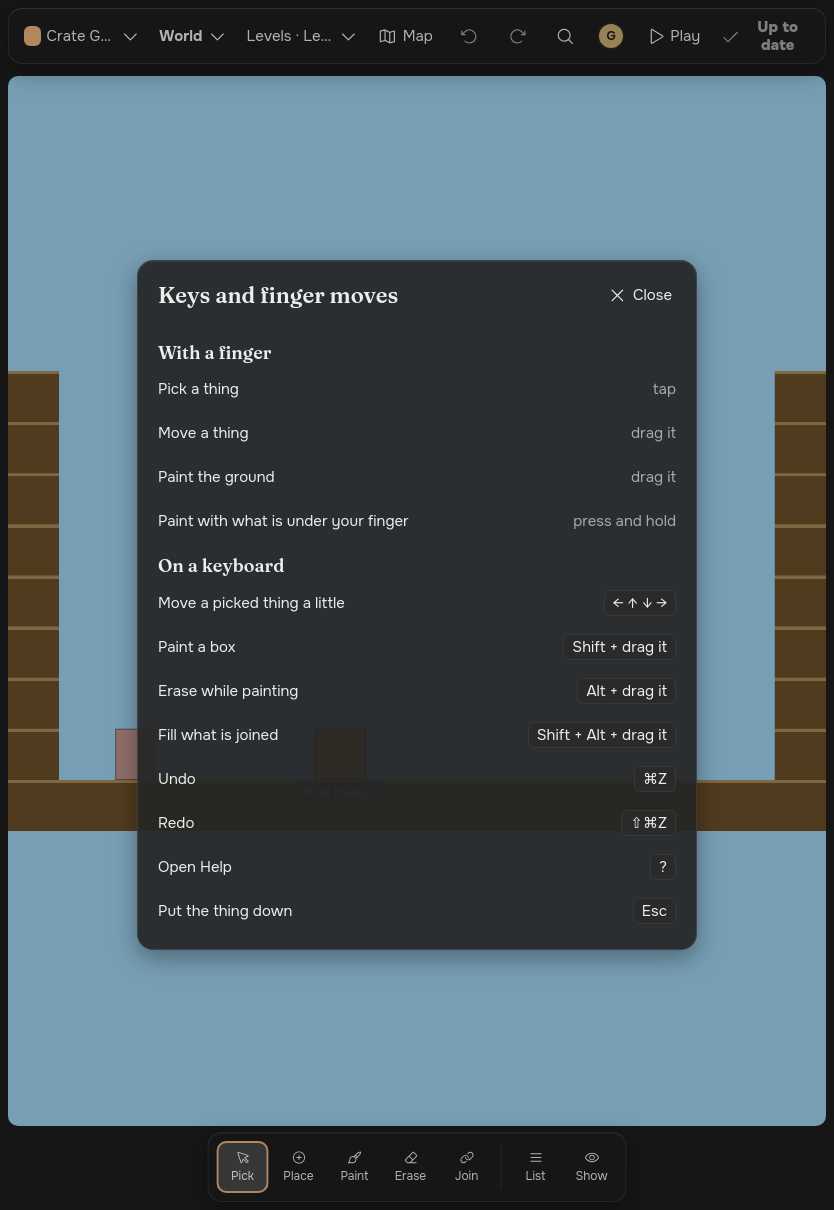 Crate G...
World
Levels · Le...
Map
G
Play
Up to
date
Keys and finger moves
Close
With a finger
Pick a thing tap
Move a thing drag it
Paint the ground drag it
Paint with what is under your finger press and hold
On a keyboard
Move a picked thing a little ← ↑ ↓ →
Paint a box Shift + drag it
Erase while painting Alt + drag it
Fill what is joined Shift + Alt + drag it
Undo ⌘Z
Redo ⇧⌘Z
Open Help ?
Put the thing down Esc
Pick
Place
Paint
Erase
Join
List
Show